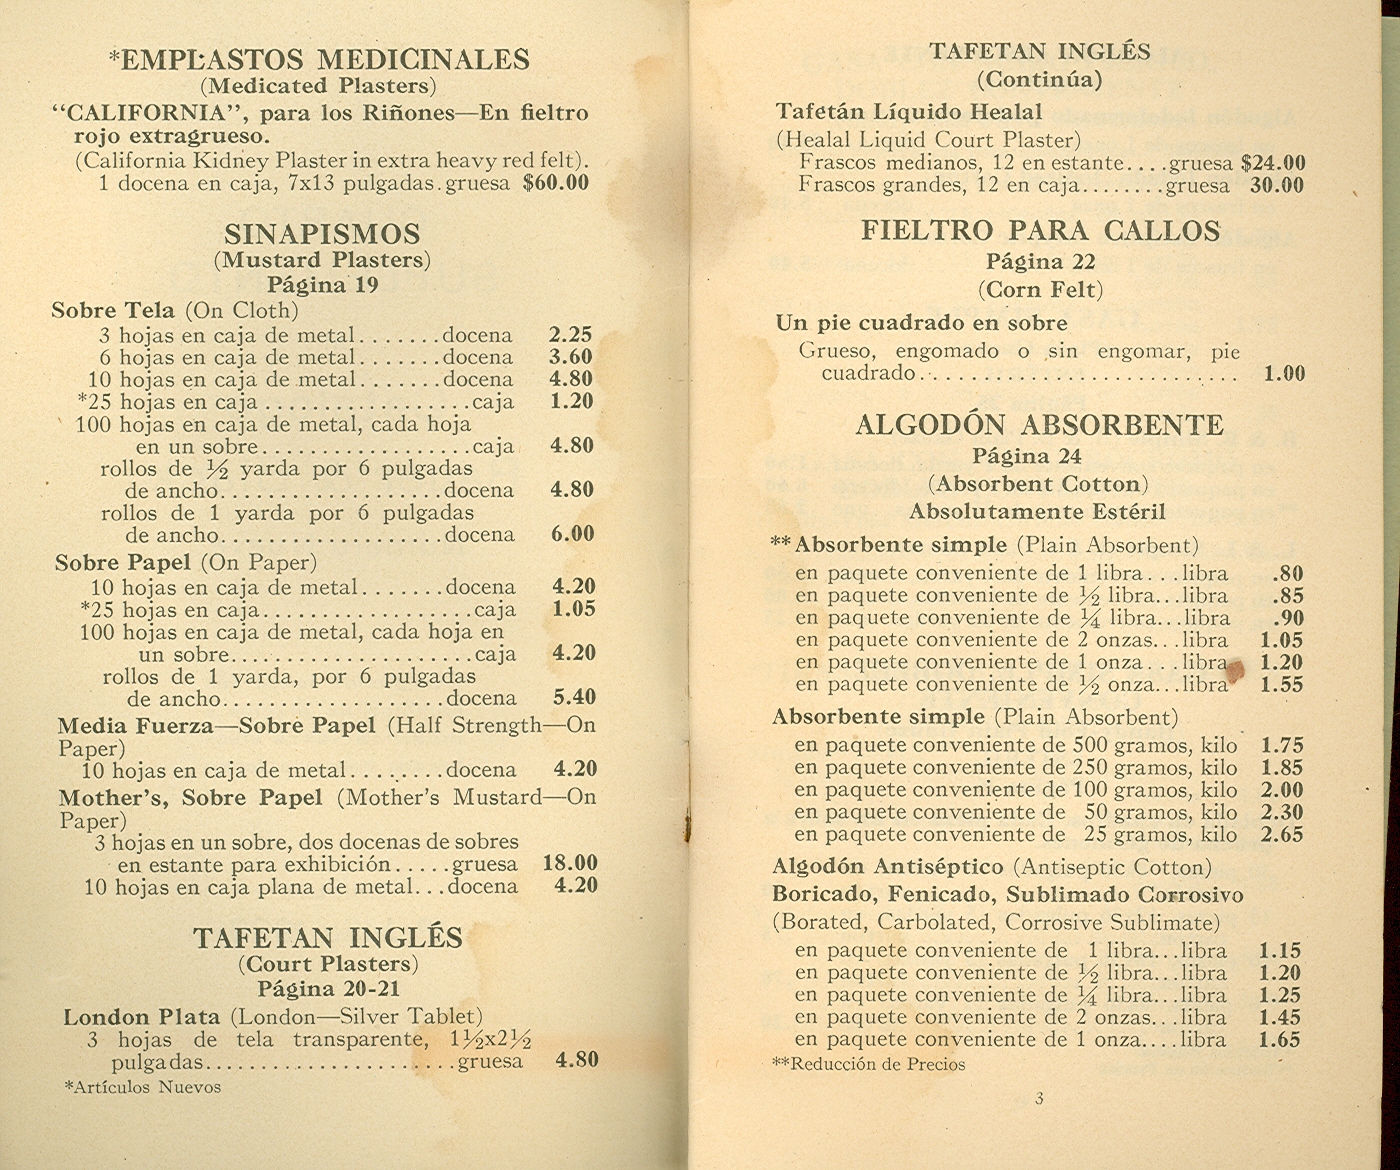 *EMPLASTOS MEDICINALES
(Medicated Plasters)
“CALIFORNIA”, para los Riñones—En fieltro
rojo extragrueso.
(California Kidney Plaster in extra heavy red felt).
1 docena en caja, 7x13 pulgadas.gruesa $60.00
SINAPISMOS
(Mustard Plasters)
Página 19
Sobre Tela (On Cloth)
3 hojas en caja de metal.......docena 2.25
6 hojas en caja de metal.......docena 3.60
10 hojas en caja de metal.......docena 4.80
*25 hojas en caja ..................caja 1.20
100 hojas en caja de metal, cada hoja
en un sobre..................caja 4.80
rollos de ½ yarda por 6 pulgadas
de ancho...................docena 4.80
rollos de 1 yarda por 6 pulgadas
de ancho...................docena 6.00
Sobre Papel (On Paper)
10 hojas en caja de metal.......docena 4.20
*25 hojas en caja..................caja 1.05
100 hojas en caja de metal, cada hoja en
un sobre.....................caja 4.20
rollos de 1 yarda, por 6 pulgadas
de ancho...................docena 5.40
Media Fuerza—Sobre Papel (Half Strength—On
Paper)
10 hojas en caja de metal........docena 4.20
Mother’s, Sobre Papel (Mother’s Mustard—On
Paper)
3 hojas en un sobre, dos docenas de sobres
en estante para exhibición.....gruesa 18.00
10 hojas en caja plana de metal...docena 4.20
TAFETAN INGLÉS
(Court Plasters)
Página 20-21
London Plata (London—Silver Tablet)
3 hojas de tela transparente, 1½x2½
pulgadas.....................gruesa 4.80
*Artículos Nuevos
TAFETAN INGLÉS
(Continúa)
Tafetán Líquido Healal
(Healal Liquid Court Plaster)
Frascos medianos, 12 en estante....gruesa $24.00
Frascos grandes, 12 en caja........gruesa 30.00
FIELTRO PARA CALLOS
Página 22
(Corn Felt)
Un pie cuadrado en sobre
Grueso, engomado o sin engomar, pie
cuadrado........................... 1.00
ALGODÓN ABSORBENTE
Página 24
(Absorbent Cotton)
Absolutamente Estéril
**Absorbente simple (Plain Absorbent)
en paquete conveniente de 1 libra...libra .80
en paquete conveniente de ½ libra...libra .85
en paquete conveniente de ¼ libra...libra .90
en paquete conveniente de 2 onzas...libra 1.05
en paquete conveniente de 1 onza...libra 1.20
en paquete conveniente de ½ onza...libra 1.55
Absorbente simple (Plain Absorbent)
en paquete conveniente de 500 gramos, kilo 1.75
en paquete conveniente de 250 gramos, kilo 1.85
en paquete conveniente de 100 gramos, kilo 2.00
en paquete conveniente de 50 gramos, kilo 2.30
en paquete conveniente de 25 gramos, kilo 2.65
Algodón Antiséptico (Antiseptic Cotton)
Boricado, Fenicado, Sublimado Corrosivo
(Borated, Carbolated, Corrosive Sublimate)
en paquete conveniente de 1 libra...libra 1.15
en paquete conveniente de ½ libra...libra 1.20
en paquete conveniente de ¼ libra...libra 1.25
en paquete conveniente de 2 onzas...libra 1.45
en paquete conveniente de 1 onza....libra 1.65
**Reducción de Precios
3